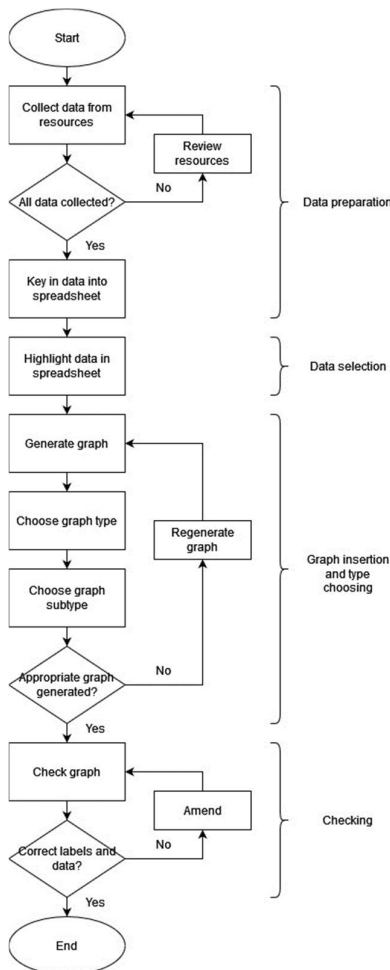 Start
Collect data from
resources
Review
resources
All data collected?
No
Data preparation
Yes
Key in data into
spreadsheet
Highlight data in
spreadsheet
Data selection
Generate graph
Choose graph type
Regenerate
graph
Graph insertion
and type
choosing
Choose graph
subtype
No
Appropriate graph
generated?
Yes
Check graph
Amend
Checking
No
Correct labels and
data?
Yes
End